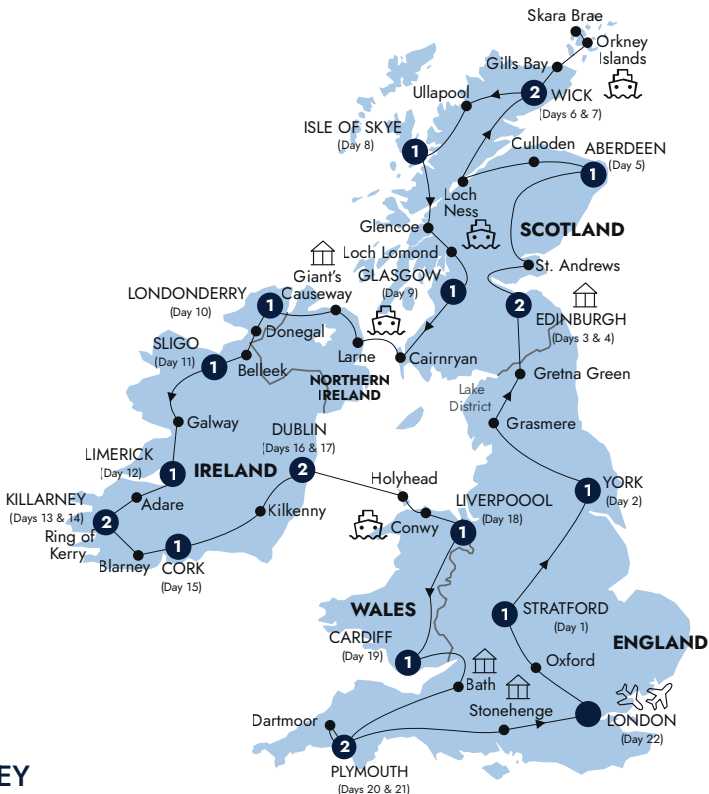 Skara Brae
Orkney
Islands
Gills Bay
Ullapool
2
WICK
(Days 6 & 7)
ISLE OF SKYE
(Day 8)
1
Culloden
ABERDEEN
(Day 5)
1
Loch
Ness
SCOTLAND
Glencoe
Loch Lomond
St. Andrews
GLASGOW
(Day 9)
1
Giant's
Causeway
LONDONDERRY
(Day 10)
1
2
EDINBURGH
(Days 3 & 4)
Donegal
SLIGO
(Day 11)
1
Belleek
Larne
Cairnryan
NORTHERN
IRELAND
Gretna Green
Lake
District
Grasmere
Galway
DUBLIN
(Days 16 & 17)
2
LIMERICK
(Day 12)
1
IRELAND
Holyhead
YORK
(Day 2)
1
Adare
KILLARNEY
(Days 13 & 14)
2
Kilkenny
LIVERPOOOL
(Day 18)
1
Conwy
Ring of
Kerry
Blarney
1
CORK
(Day 15)
WALES
STRATFORD
(Day 1)
1
ENGLAND
CARDIFF
(Day 19)
1
Oxford
Bath
Stonehenge
LONDON
(Day 22)
Dartmoor
2
PLYMOUTH
(Days 20 & 21)
EY